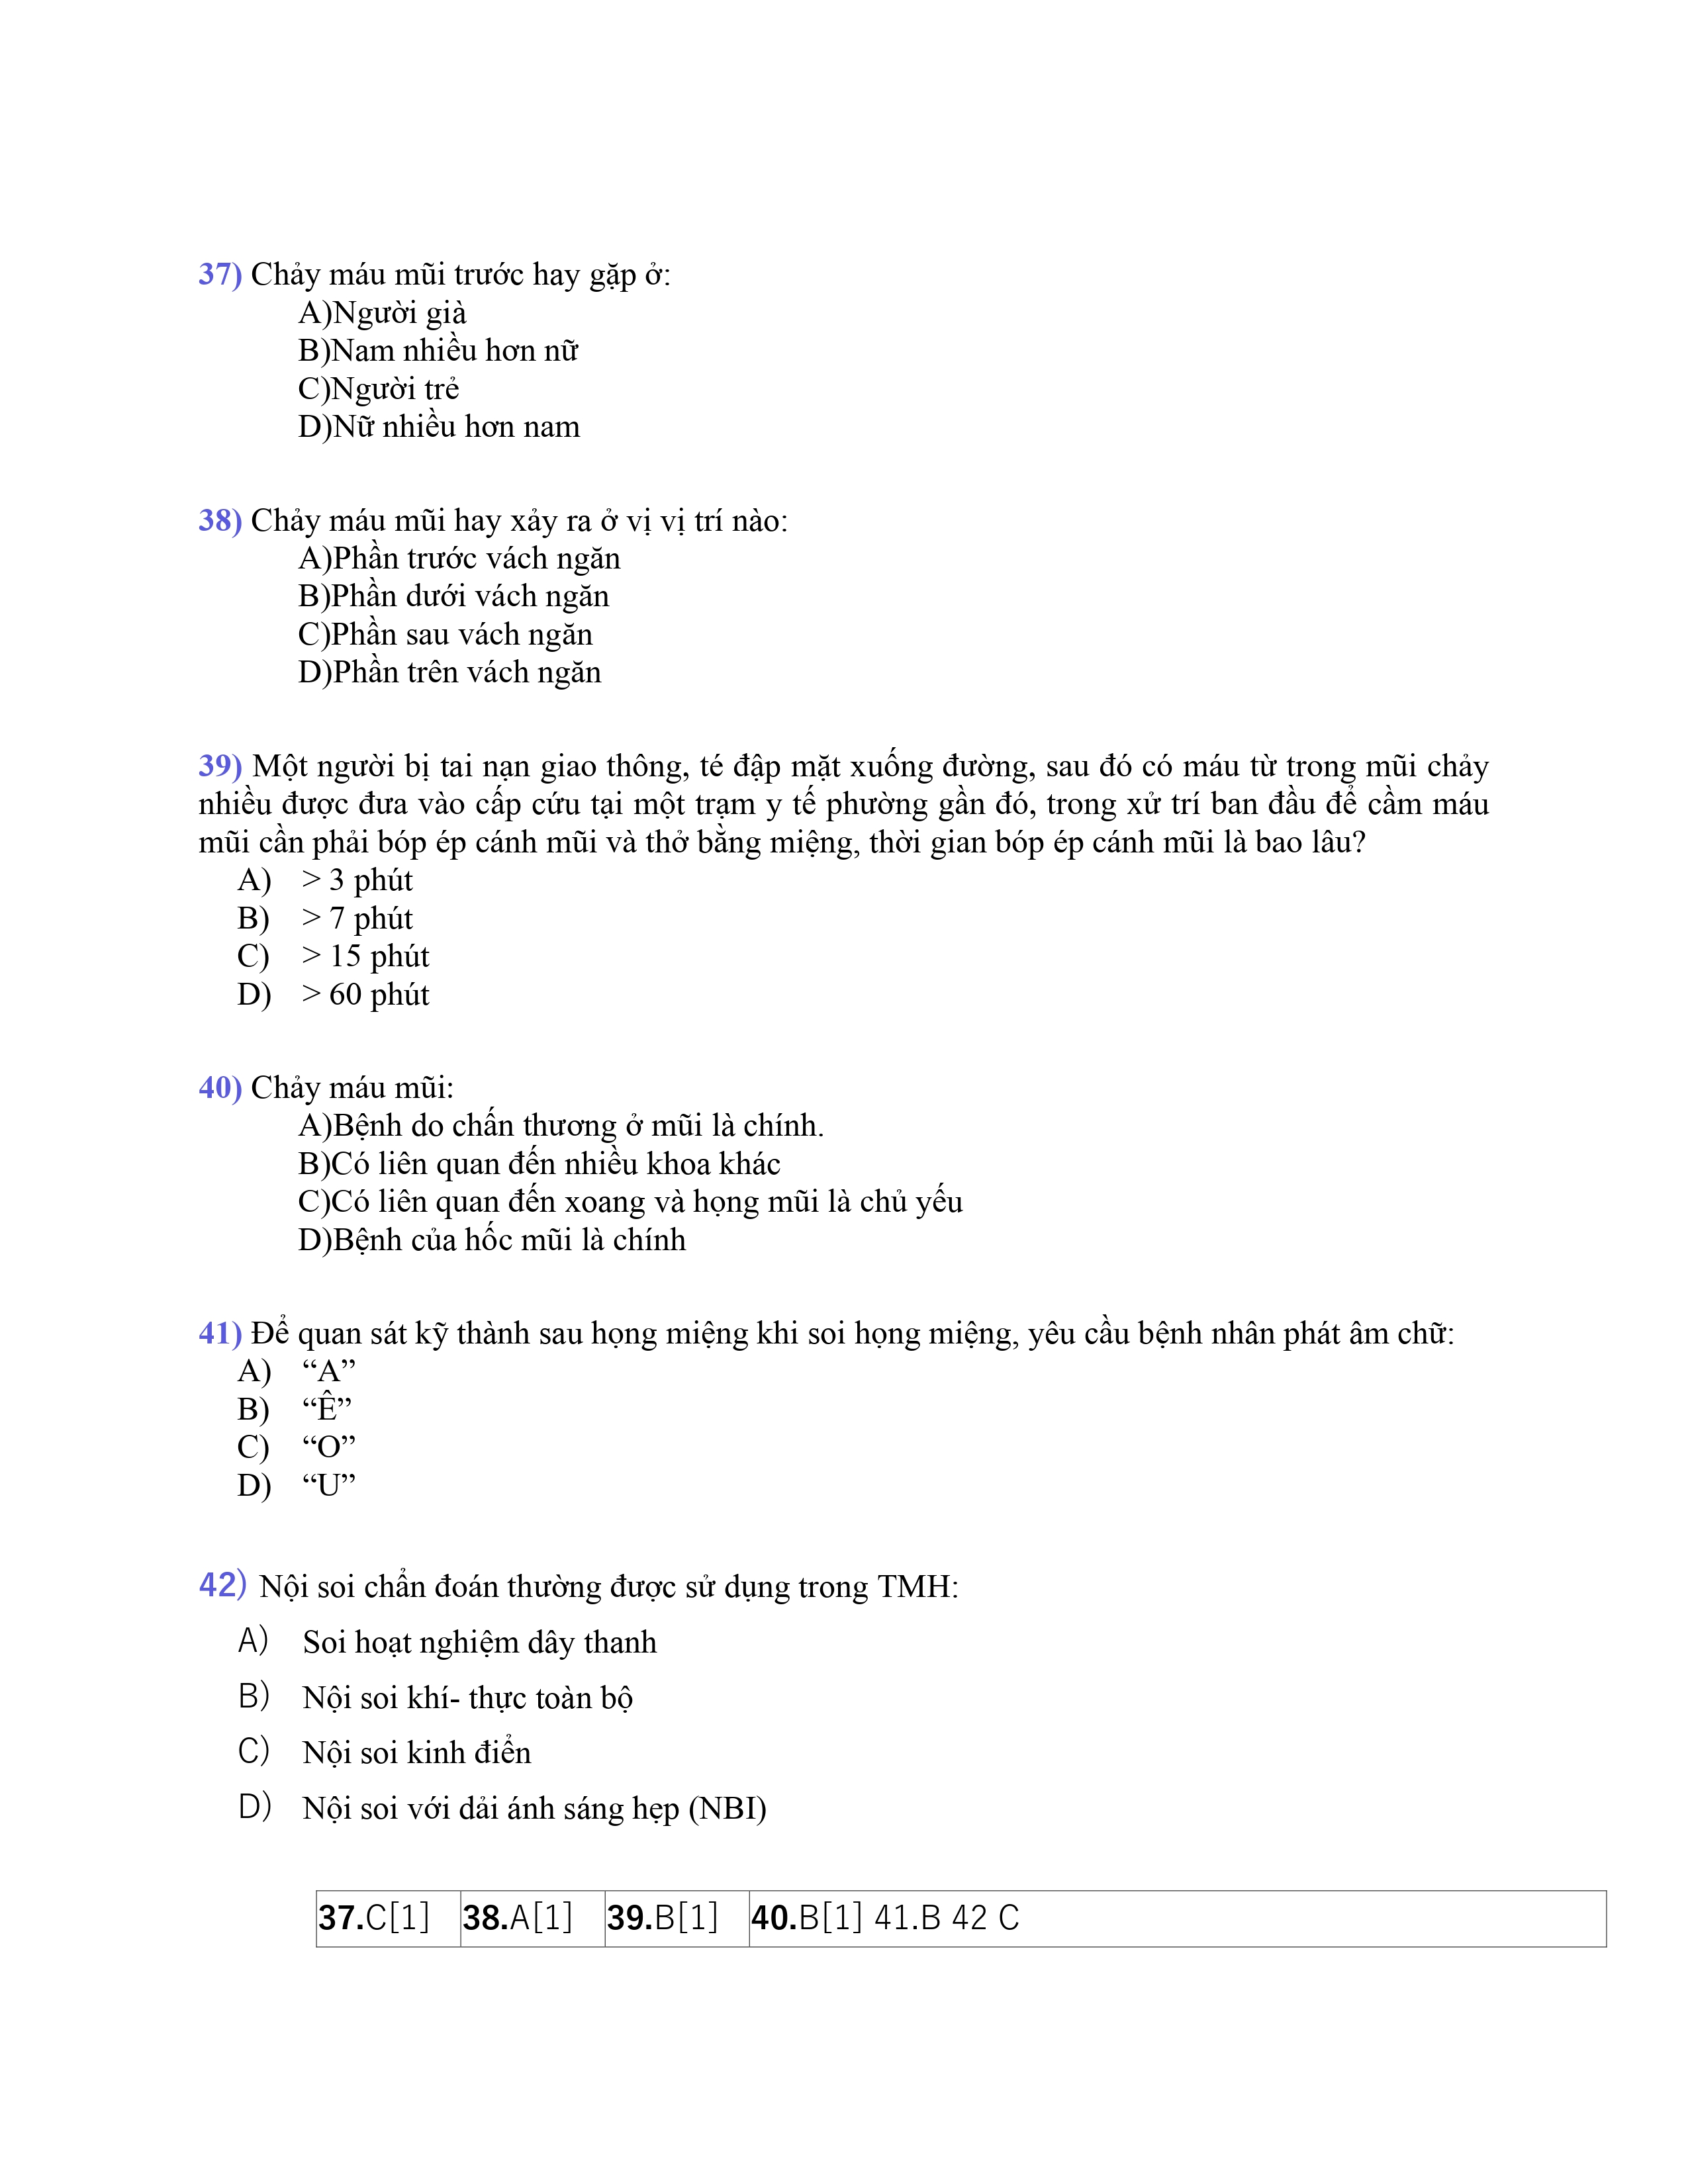 37) Chảy máu mũi trước hay gặp ở:
A)Người già
B)Nam nhiều hơn nữ
C)Người trẻ
D)Nữ nhiều hơn nam
38) Chảy máu mũi hay xảy ra ở vị vị trí nào:
A)Phần trước vách ngăn
B)Phần dưới vách ngăn
C)Phần sau vách ngăn
D)Phần trên vách ngăn
39) Một người bị tai nạn giao thông, té đập mặt xuống đường, sau đó có máu từ trong mũi chảy
nhiều được đưa vào cấp cứu tại một trạm y tế phường gần đó, trong xử trí ban đầu để cầm máu
mũi cần phải bóp ép cánh mũi và thở bằng miệng, thời gian bóp ép cánh mũi là bao lâu?
A) > 3 phút
B) > 7 phút
C) > 15 phút
D) > 60 phút
40) Chảy máu mũi:
A)Bệnh do chấn thương ở mũi là chính.
B)Có liên quan đến nhiều khoa khác
C)Có liên quan đến xoang và họng mũi là chủ yếu
D)Bệnh của hốc mũi là chính
41) Để quan sát kỹ thành sau họng miệng khi soi họng miệng, yêu cầu bệnh nhân phát âm chữ:
A) “A”
B) “Ê”
C) “O”
D) “U”
42) Nội soi chẩn đoán thường được sử dụng trong TMH:
A) Soi hoạt nghiệm dây thanh
B) Nội soi khí- thực toàn bộ
C) Nội soi kinh điển
D) Nội soi với dải ánh sáng hẹp (NBI)
37.C[1] 38.A[1] 39.B[1] 40.B[1] 41.B 42 C